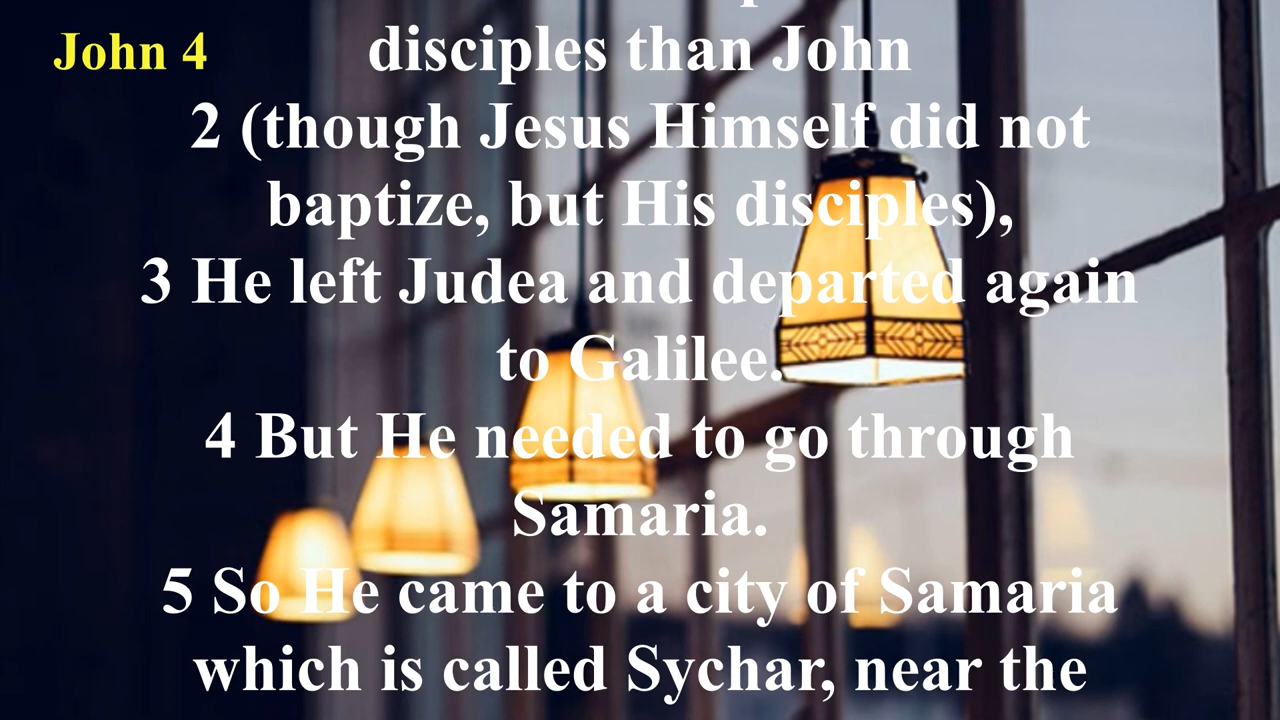 John 4
disciples than John
2 (though Jesus Himself did not
baptize, but His disciples),
3 He left Judea and departed again
to Galilee.
4 But He needed to go through
Samaria.
5 So He came to a city of Samaria
which is called Sychar, near the